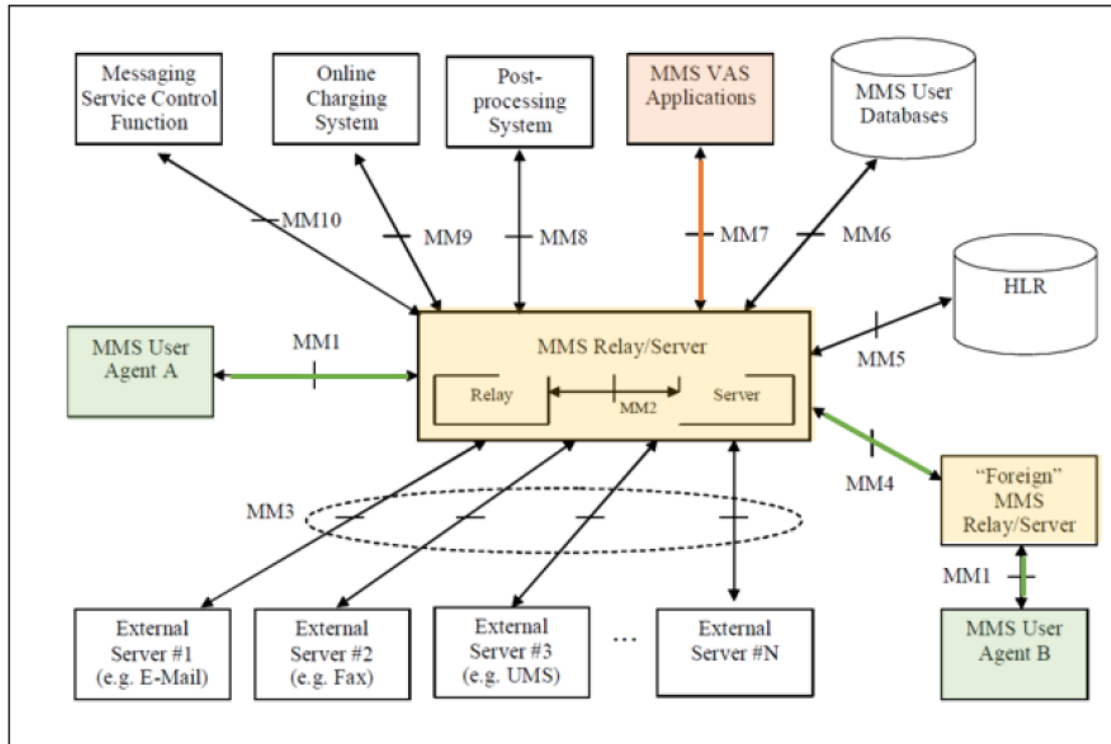 Messaging
Service Control
Function
Online
Charging
System
Post-
processing
System
MMS VAS
Applications
MMS User
Databases
MM10
MM9
MM8
MM7
MM6
HLR
MMS User
Agent A
MM1
MMS Relay/Server
Relay
MM2
Server
MM5
MM4
"Foreign"
MMS
Relay/Server
MM3
MM1
External
Server #1
(e.g. E-Mail)
External
Server #2
(e.g. Fax)
External
Server #3
(e.g. UMS)
...
External
Server #N
MMS User
Agent B